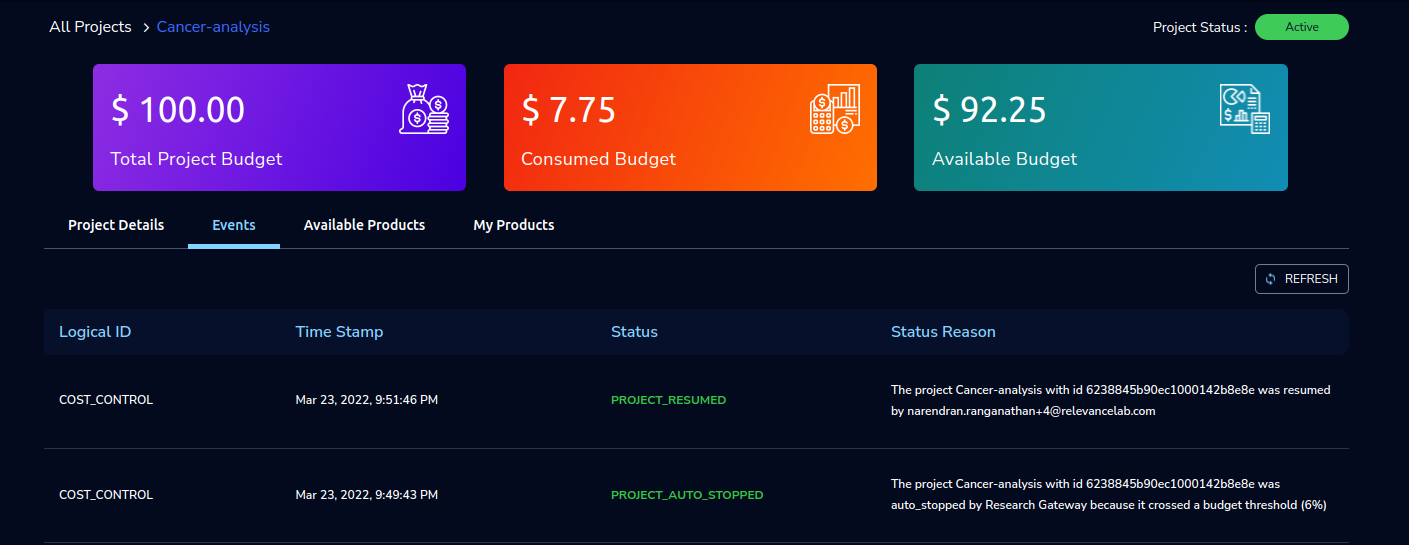 All Projects > Cancer-analysis
Project Status : Active
$ 100.00
Total Project Budget
$ 7.75
Consumed Budget
$ 92.25
Available Budget
Project Details Events Available Products My Products
REFRESH
Logical ID Time Stamp Status Status Reason
COST_CONTROL Mar 23, 2022, 9:51:46 PM PROJECT_RESUMED The project Cancer-analysis with id 6238845b90ec1000142b8e8e was resumed
by narendran.ranganathan+4@relevancelab.com
COST_CONTROL Mar 23, 2022, 9:49:43 PM PROJECT_AUTO_STOPPED The project Cancer-analysis with id 6238845b90ec1000142b8e8e was
auto_stopped by Research Gateway because it crossed a budget threshold (6%)